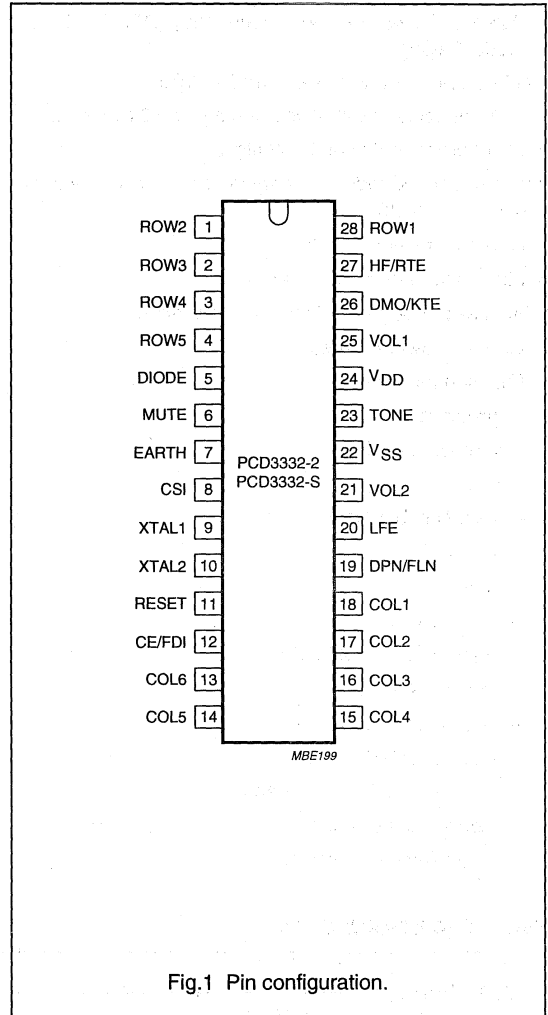 ROW2 1 28 ROW1
ROW3 2 27 HF/RTE
ROW4 3 26 DMO/KTE
ROW5 4 25 VOL1
DIODE 5 24 VDD
MUTE 6 23 TONE
EARTH 7 22 VSS
PCD3332-2
PCD3332-S
CSI 8 21 VOL2
XTAL1 9 20 LFE
XTAL2 10 19 DPN/FLN
RESET 11 18 COL1
CE/FDI 12 17 COL2
COL6 13 16 COL3
COL5 14 15 COL4
MBE199
Fig.1 Pin configuration.